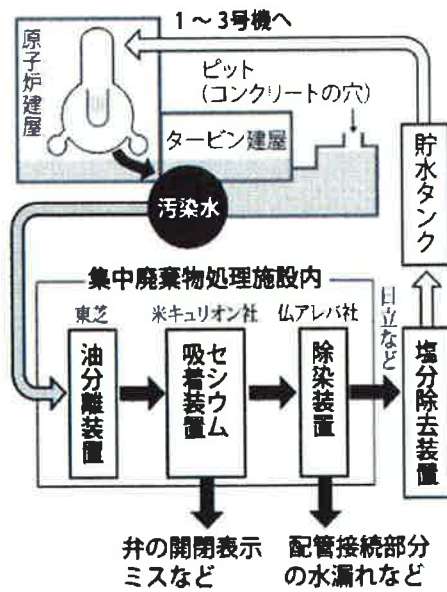 1～3号機へ
原子炉建屋
ピット
(コンクリートの穴)
タービン建屋
貯水タンク
汚染水
集中廃棄物処理施設内
東芝
米キュリオン社
仏アレバ社
日立など
油分離装置
セシウム
吸着装置
除染装置
塩分除去装置
弁の開閉表示
ミスなど
配管接続部分
の水漏れなど